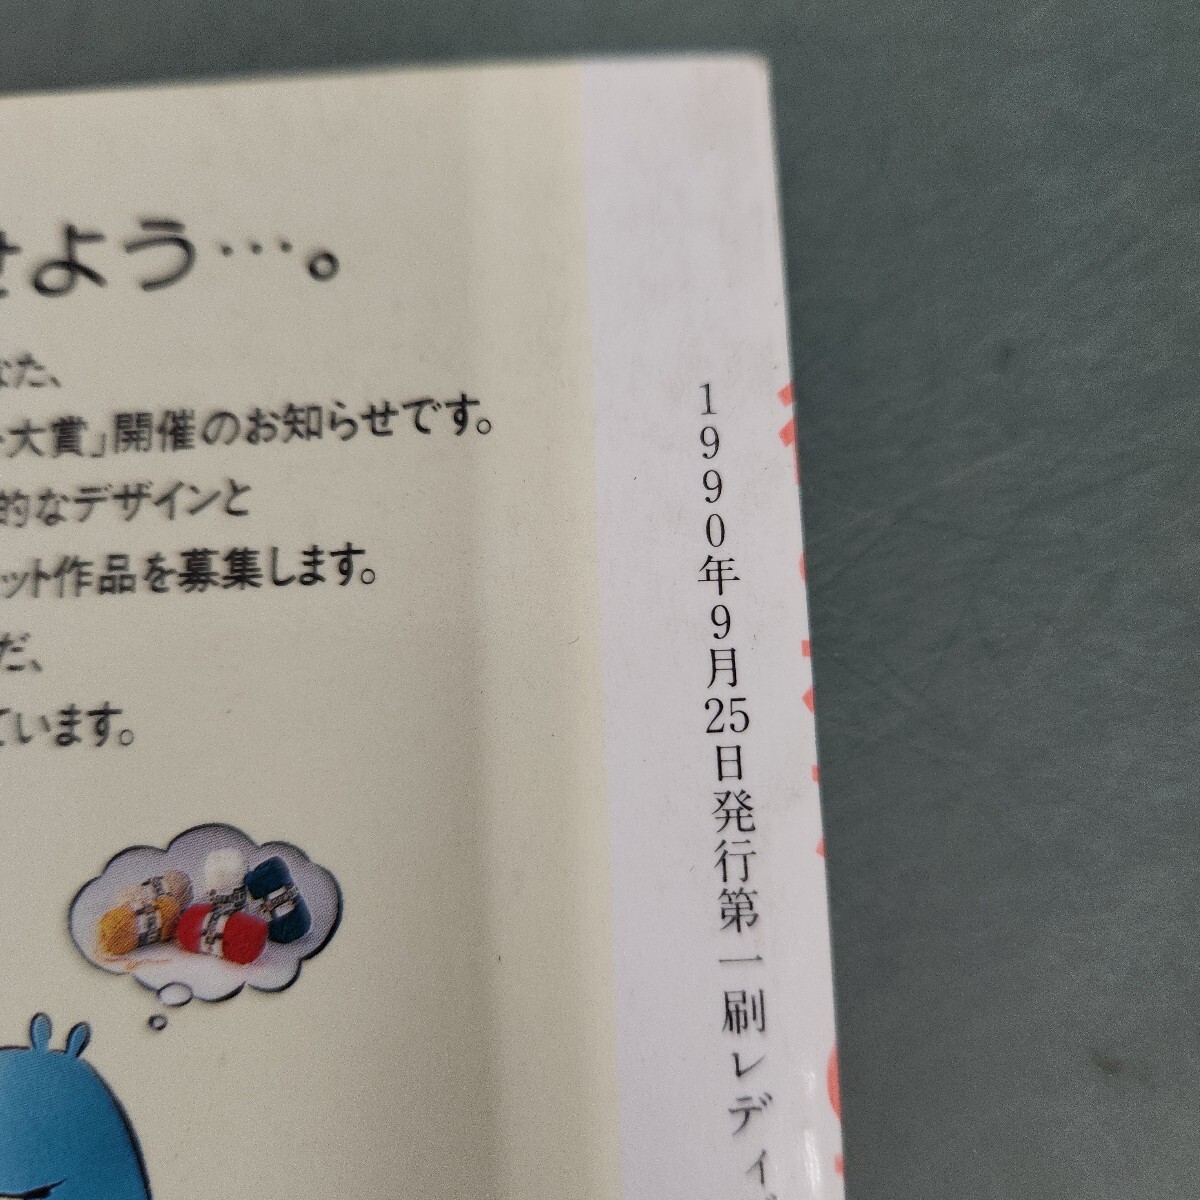 せよう…。
なた、
ト大賞」開催のお知らせです。
的なデザインと
ット作品を募集します。
だ、
ています。
1990年9月25日発行第一刷レディ